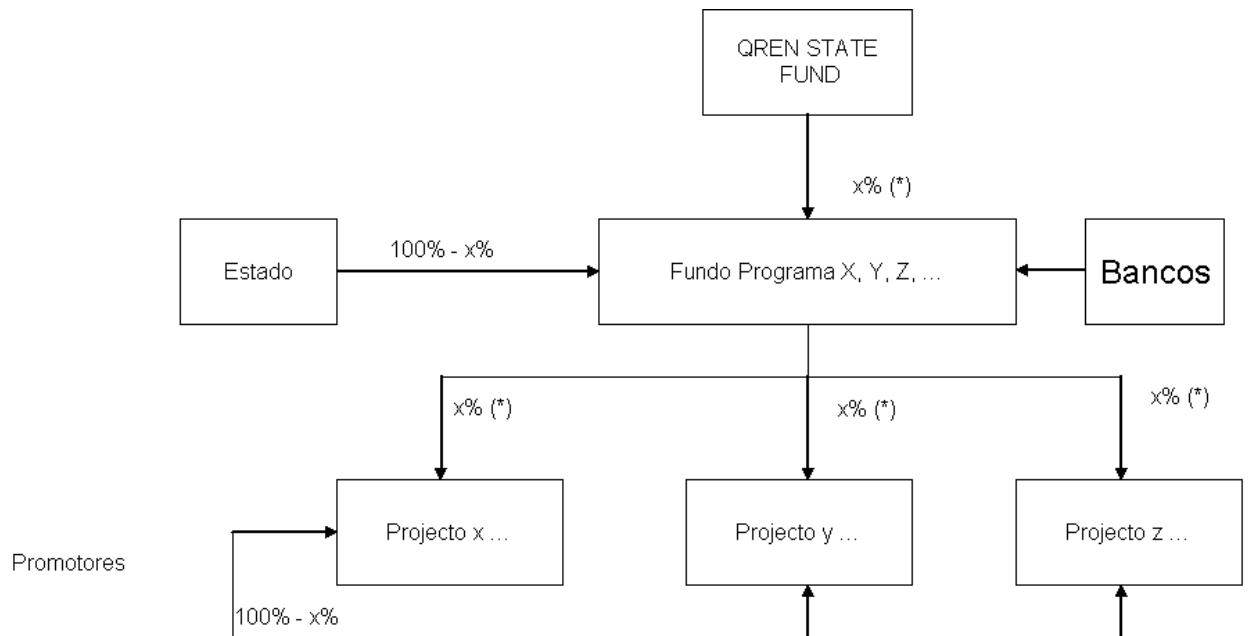 QREN STATE
FUND
x% (*)
Estado
100% - x%
Fundo Programa X, Y, Z, ...
Bancos
x% (*)
x% (*)
x% (*)
Projecto x ...
Projecto y ...
Projecto z ...
Promotores
100% - x%